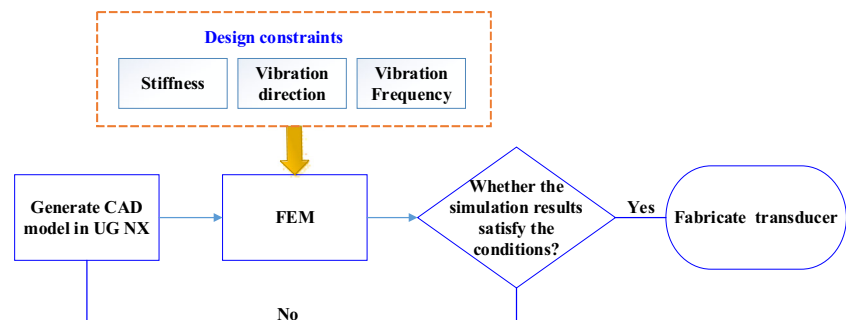 Design constraints
Stiffness
Vibration
direction
Vibration
Frequency
Generate CAD
model in UG NX
FEM
Whether the
simulation results
satisfy the
conditions?
Yes
Fabricate transducer
No